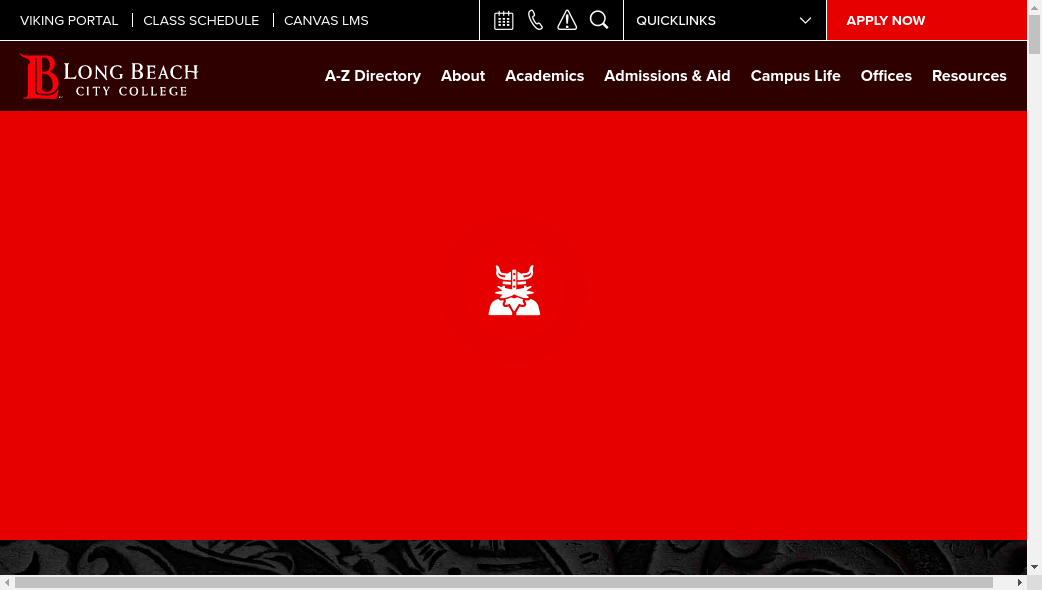 VIKING PORTAL
CLASS SCHEDULE
CANVAS LMS
QUICKLINKS
APPLY NOW
LONG BEACH
CITY COLLEGE
A-Z Directory
About
Academics
Admissions & Aid
Campus Life
Offices
Resources